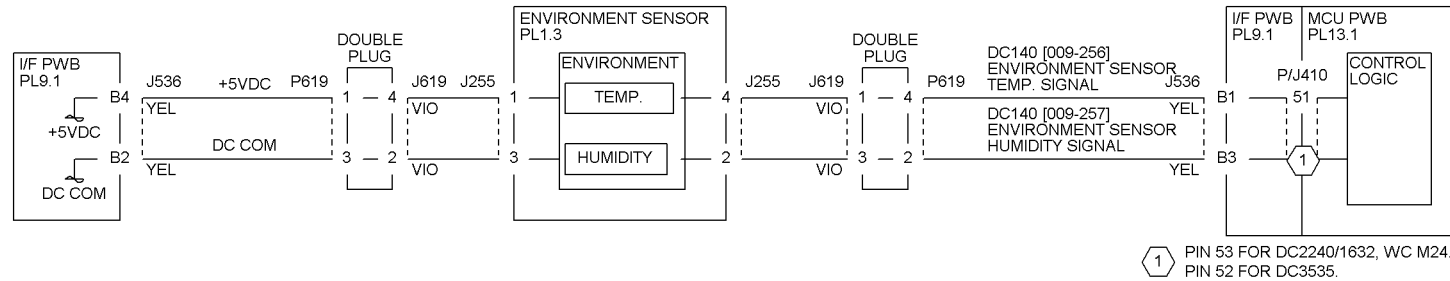 I/F PWB
PL9.1
+5VDC
DC COM
B4
B2
J536
+5VDC
P619
YEL
DC COM
YEL
DOUBLE
PLUG
1 — 4
3 — 2
J619
J255
VIO
VIO
ENVIRONMENT SENSOR
PL1.3
ENVIRONMENT
1
TEMP.
4
3
HUMIDITY
2
J255
J619
VIO
VIO
DOUBLE
PLUG
1 — 4
3 — 2
P619
DC140 [009-256]
ENVIRONMENT SENSOR
TEMP. SIGNAL
J536
YEL
DC140 [009-257]
ENVIRONMENT SENSOR
HUMIDITY SIGNAL
YEL
I/F PWB
PL9.1
MCU PWB
PL13.1
B1
B3
P/J410
51
1
CONTROL
LOGIC
1 PIN 53 FOR DC2240/1632, WC M24.
PIN 52 FOR DC3535.